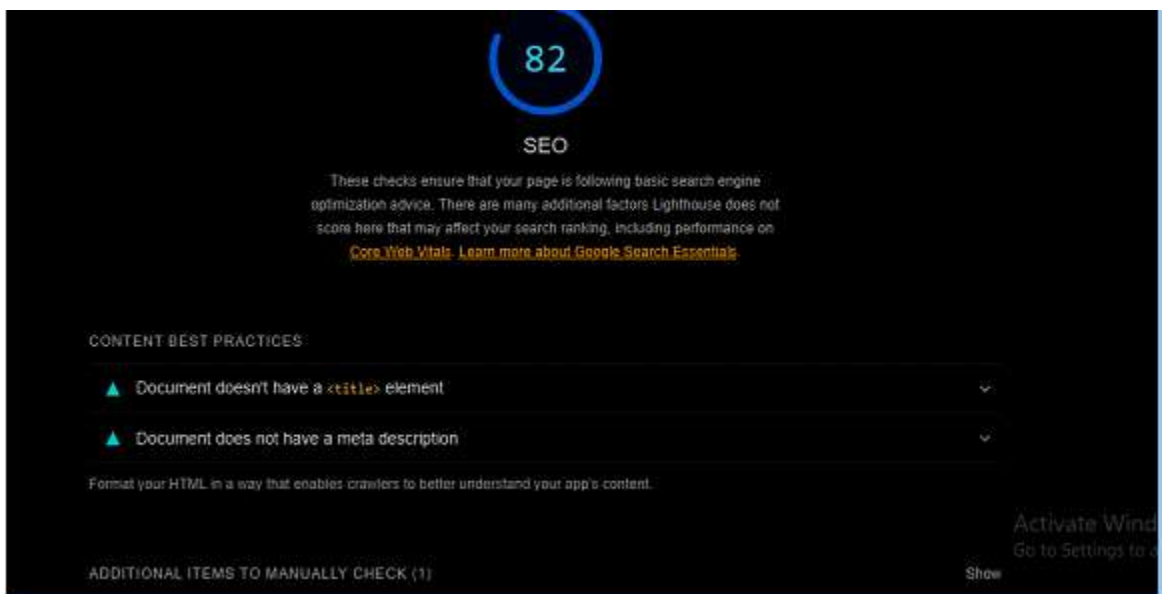 82
SEO
These checks ensure that your page is following basic search engine
optimization advice. There are many additional factors Lighthouse does not
score here that may affect your search ranking, including performance on
Core Web Vitals. Learn more about Google Search Essentials.
CONTENT BEST PRACTICES
Document doesn't have a <title> element
Document does not have a meta description
Format your HTML in a way that enables crawlers to better understand your app's content.
Activate Wind
Go to Settings to a
ADDITIONAL ITEMS TO MANUALLY CHECK (1)
Show